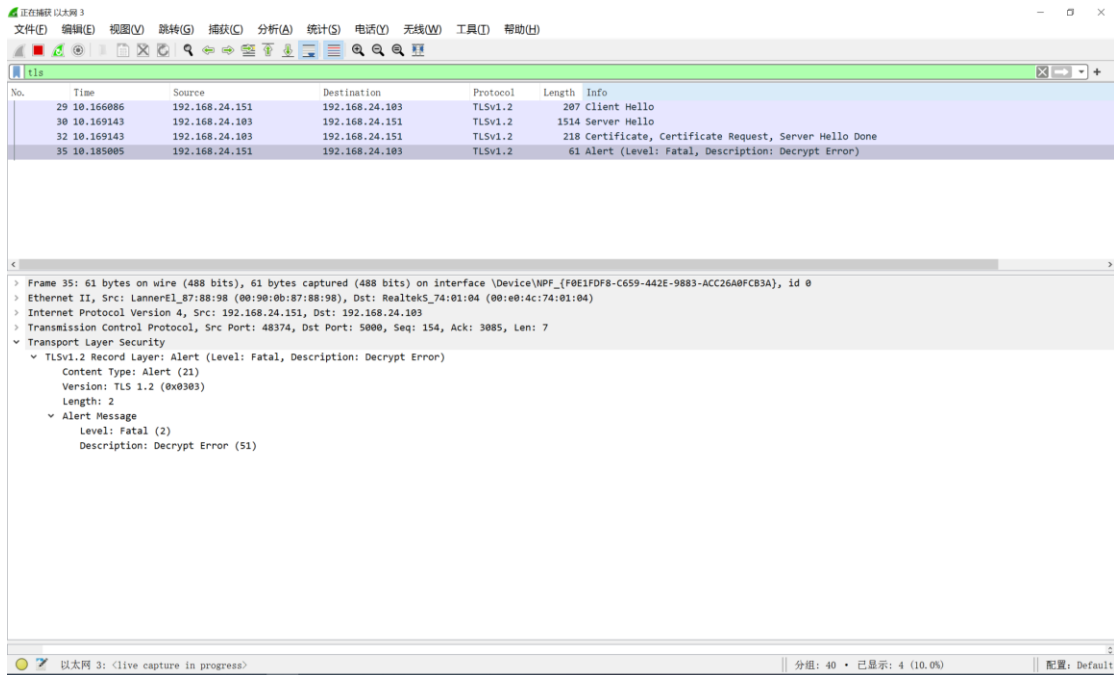 正在捕获 以太网 3
文件(F) 编辑(E) 视图(V) 跳转(G) 捕获(C) 分析(A) 统计(S) 电话(Y) 无线(W) 工具(T) 帮助(H)
tls
No. Time Source Destination Protocol Length Info
29 10.166086 192.168.24.151 192.168.24.103 TLSv1.2 207 Client Hello
30 10.169143 192.168.24.103 192.168.24.151 TLSv1.2 1514 Server Hello
32 10.169143 192.168.24.103 192.168.24.151 TLSv1.2 218 Certificate, Certificate Request, Server Hello Done
35 10.185005 192.168.24.151 192.168.24.103 TLSv1.2 61 Alert (Level: Fatal, Description: Decrypt Error)
Frame 35: 61 bytes on wire (488 bits), 61 bytes captured (488 bits) on interface \Device\NPF_{F0E1FDF8-C659-442E-9883-ACC26A0FCB3A}, id 0
Ethernet II, Src: LannerEl_87:88:98 (00:90:0b:87:88:98), Dst: RealtekS_74:01:04 (00:e0:4c:74:01:04)
Internet Protocol Version 4, Src: 192.168.24.151, Dst: 192.168.24.103
Transmission Control Protocol, Src Port: 48374, Dst Port: 5000, Seq: 154, Ack: 3085, Len: 7
Transport Layer Security
TLSv1.2 Record Layer: Alert (Level: Fatal, Description: Decrypt Error)
Content Type: Alert (21)
Version: TLS 1.2 (0x0303)
Length: 2
Alert Message
Level: Fatal (2)
Description: Decrypt Error (51)
以太网 3: <live capture in progress> 分组: 40 • 已显示: 4 (10.0%) 配置: Default